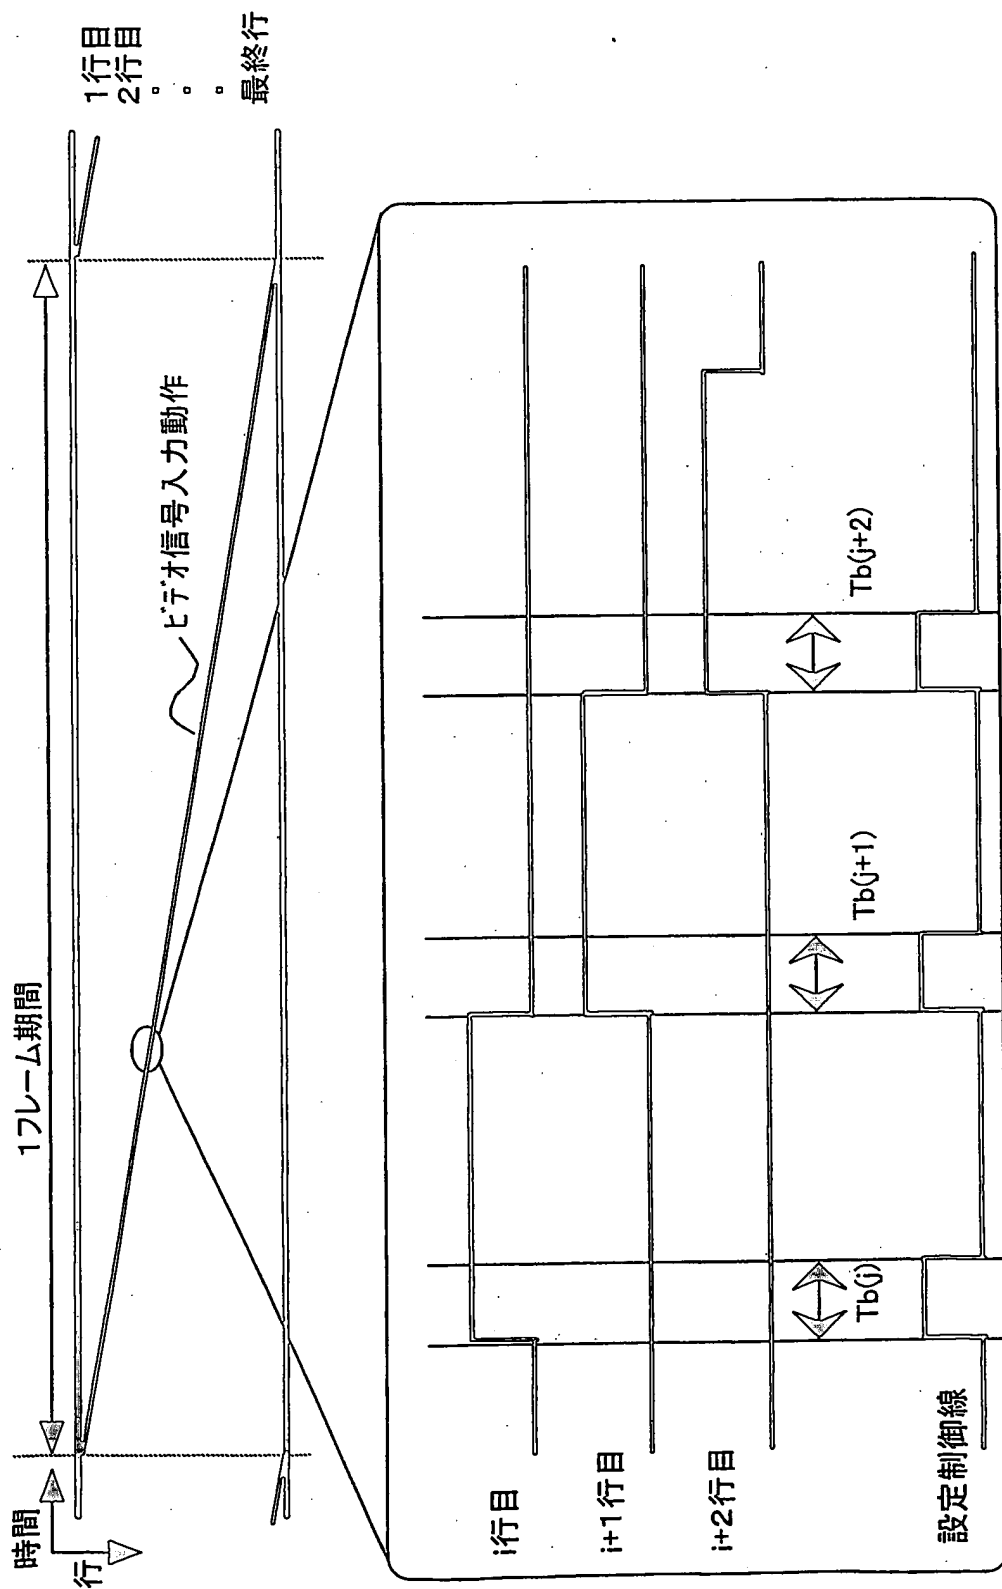 時間
行
1フレーム期間
1行目
2行目
最終行
ビデオ信号入力動作
i行目
i+1行目
i+2行目
設定制御線
Tb(j)
Tb(j+1)
Tb(j+2)